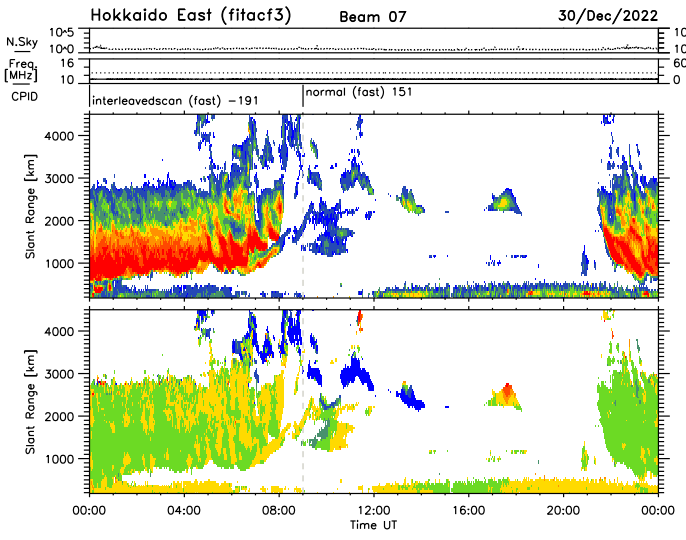 Hokkaido East (fitacf3) Beam 07 30/Dec/2022
N.Sky 10^5 10^0 10 10
Freq. [MHz] 16 10 60 0
CPID interleavedscan (fast) -191 normal (fast) 151
Slant Range [km] 4000 3000 2000 1000
Slant Range [km] 4000 3000 2000 1000
00:00 04:00 08:00 12:00 16:00 20:00 00:00
Time UT